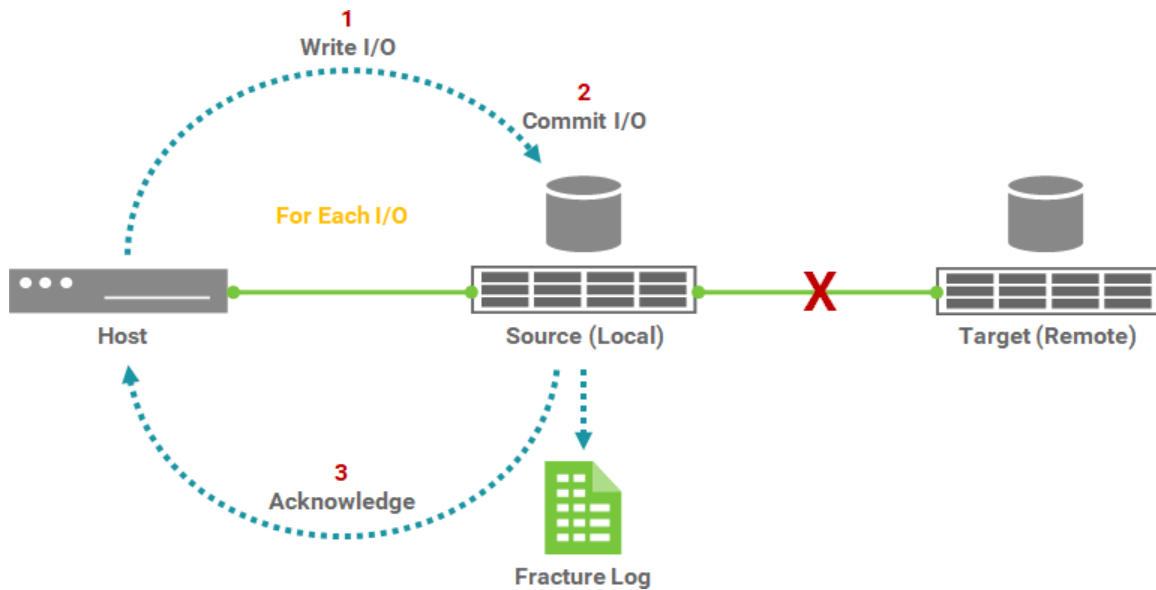 1
Write I/O
2
Commit I/O
For Each I/O
X
Host
Source (Local)
Target (Remote)
3
Acknowledge
Fracture Log